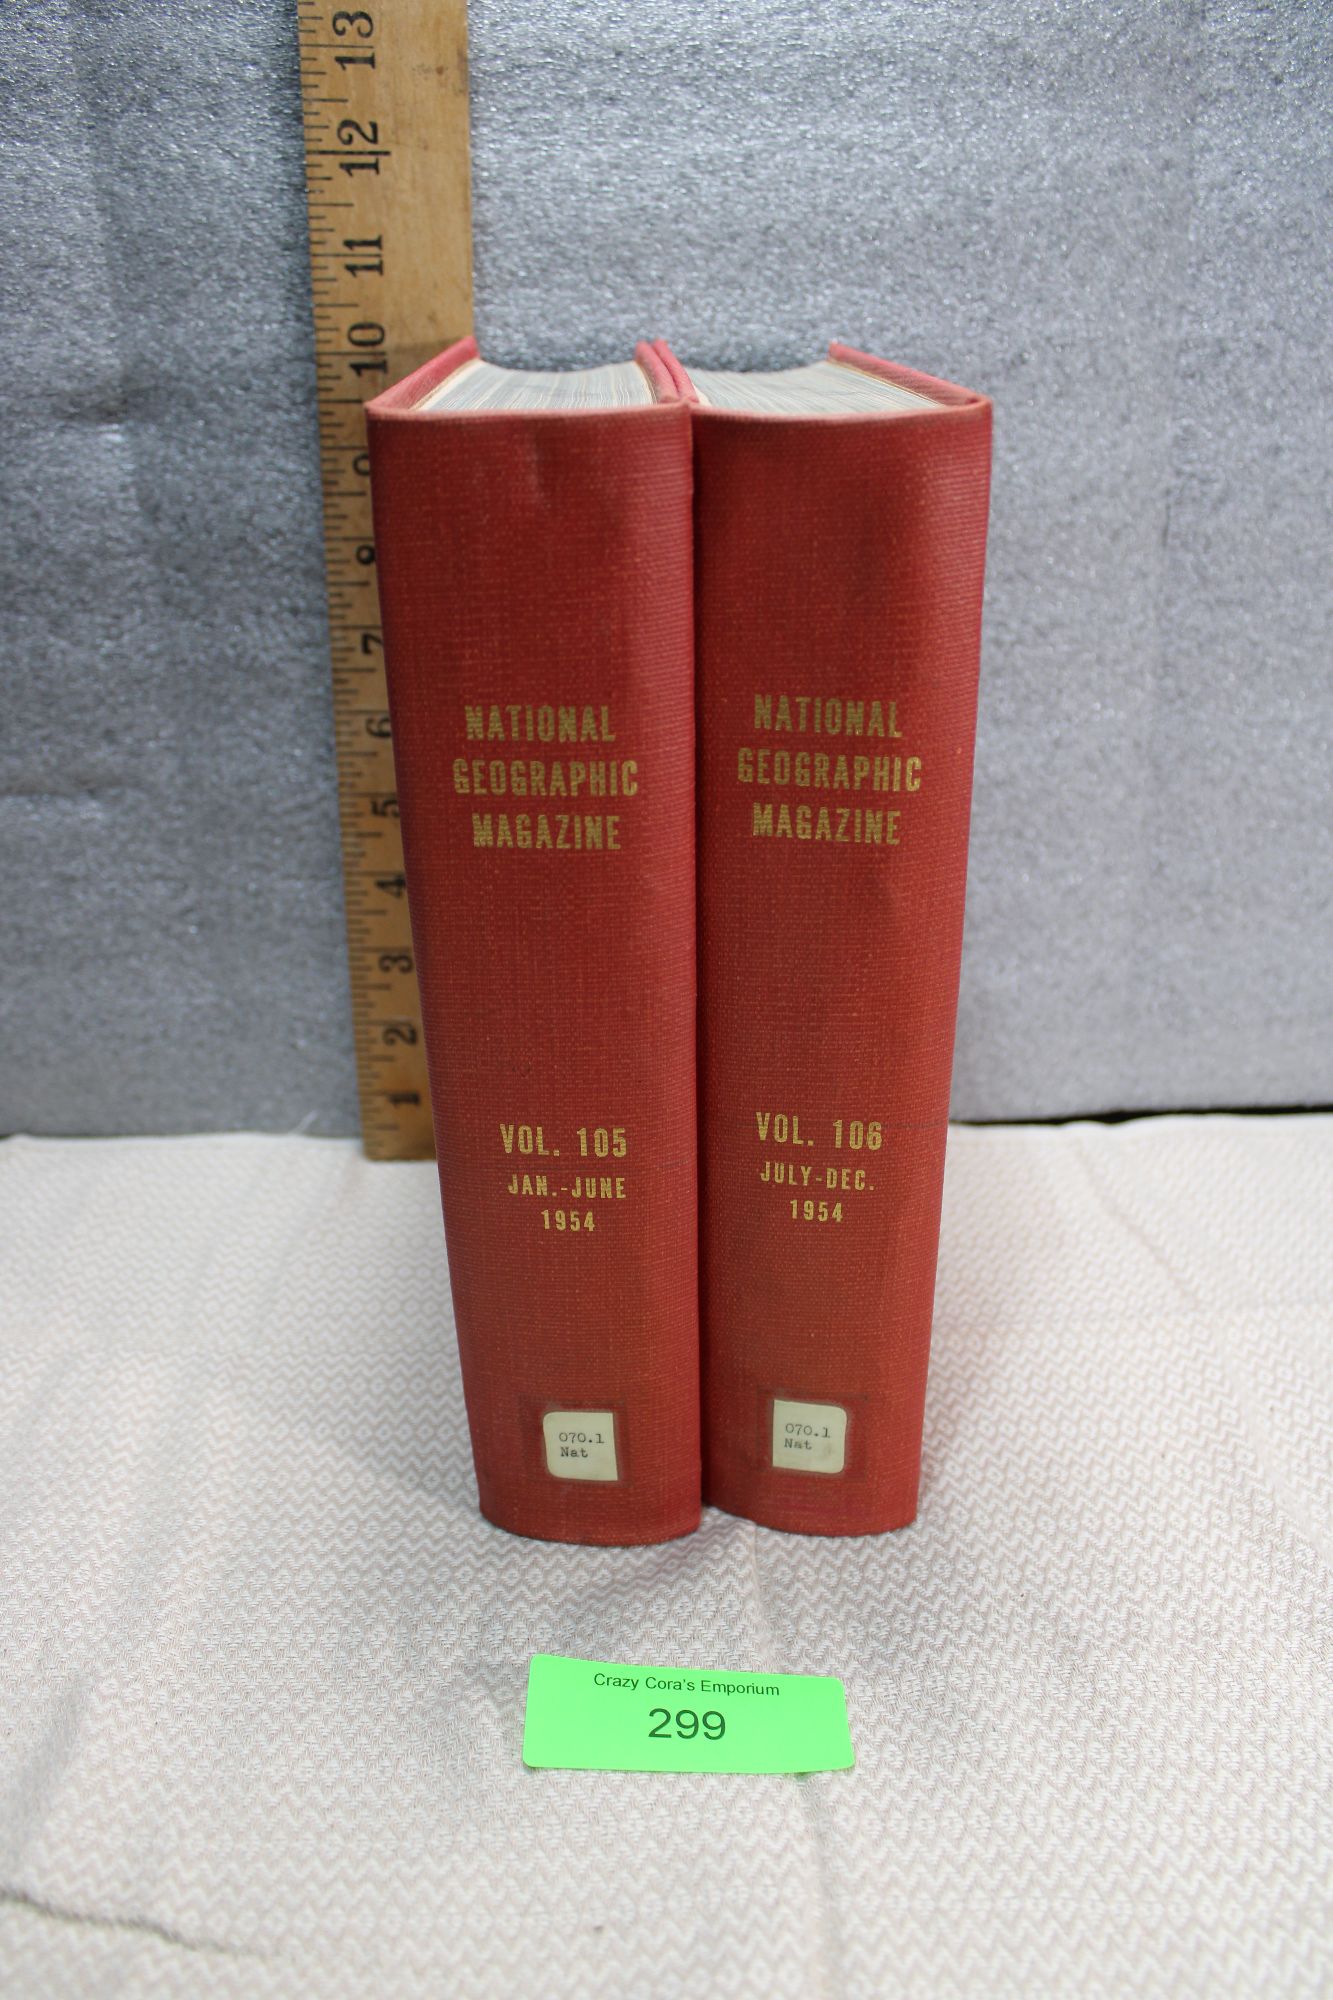 13
12
11
10
9
8
7
6
5
4
3
2
1
NATIONAL
GEOGRAPHIC
MAGAZINE
VOL. 105
JAN.-JUNE
1954
070.1
Nat
NATIONAL
GEOGRAPHIC
MAGAZINE
VOL. 106
JULY-DEC.
1954
070.1
Nat
Crazy Cora's Emporium
299